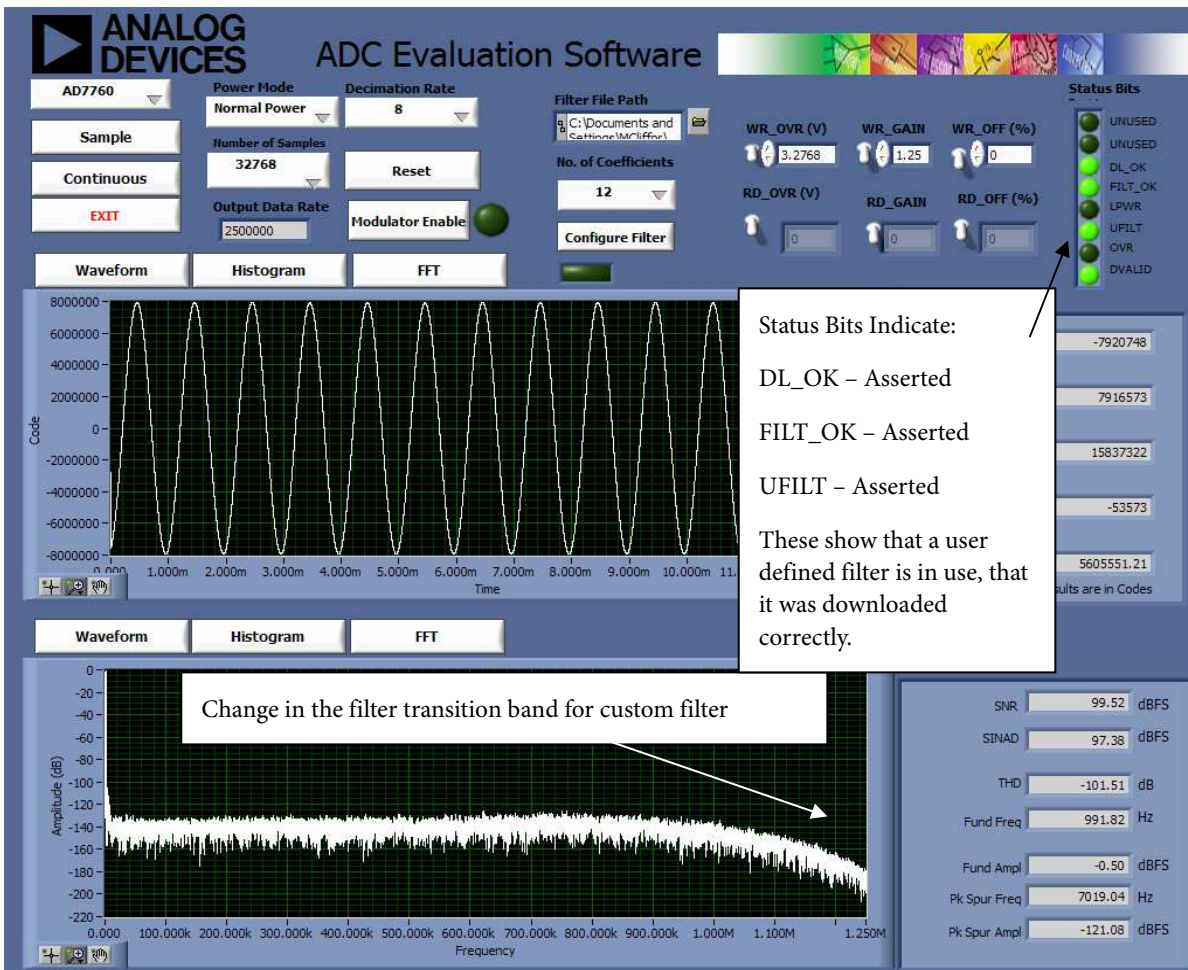 ANALOG
DEVICES
ADC Evaluation Software
AD7760
Sample
Continuous
EXIT
Power Mode
Normal Power
Number of Samples
32768
Output Data Rate
2500000
Decimation Rate
8
Reset
Modulator Enable
Filter File Path
C:\Documents and
Settings\MCliffor\
No. of Coefficients
12
Configure Filter
WR_OVR (V)
3.2768
WR_GAIN
1.25
WR_OFF (%)
0
RD_OVR (V)
0
RD_GAIN
0
RD_OFF (%)
0
Status Bits
UNUSED
UNUSED
DL_OK
FILT_OK
LPWR
UFILT
OVR
DVALID
Waveform
Histogram
FFT
8000000
6000000
4000000
2000000
0
-2000000
-4000000
-6000000
-8000000
Code
0.000 1.000m 2.000m 3.000m 4.000m 5.000m 6.000m 7.000m 8.000m 9.000m 10.000m 11.
Time
Status Bits Indicate:
DL_OK – Asserted
FILT_OK – Asserted
UFILT – Asserted
These show that a user
defined filter is in use, that
it was downloaded
correctly.
-7920748
7916573
15837322
-53573
5605551.21
sults are in Codes
Waveform
Histogram
FFT
Change in the filter transition band for custom filter
0
-20
-40
-60
-80
-100
-120
-140
-160
-180
-200
-220
Amplitude (dB)
0.000 100.000k 200.000k 300.000k 400.000k 500.000k 600.000k 700.000k 800.000k 900.000k 1.000M 1.100M 1.250M
Frequency
SNR 99.52 dBFS
SINAD 97.38 dBFS
THD -101.51 dB
Fund Freq 991.82 Hz
Fund Ampl -0.50 dBFS
Pk Spur Freq 7019.04 Hz
Pk Spur Ampl -121.08 dBFS